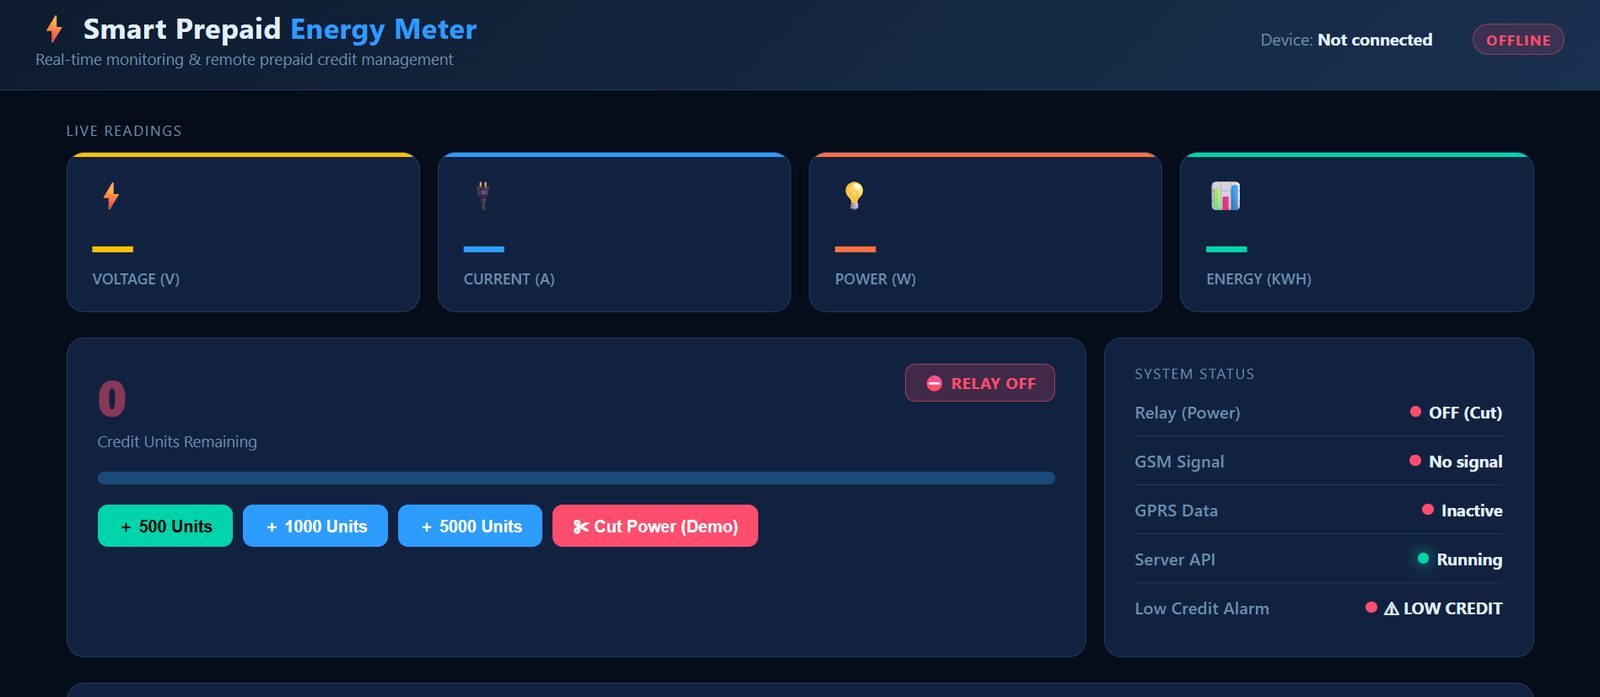 Smart Prepaid Energy Meter
Real-time monitoring & remote prepaid credit management
Device: Not connected
OFFLINE
LIVE READINGS
VOLTAGE (V)
CURRENT (A)
POWER (W)
ENERGY (KWH)
0
Credit Units Remaining
RELAY OFF
+ 500 Units
+ 1000 Units
+ 5000 Units
Cut Power (Demo)
SYSTEM STATUS
Relay (Power) OFF (Cut)
GSM Signal No signal
GPRS Data Inactive
Server API Running
Low Credit Alarm ⚠ LOW CREDIT